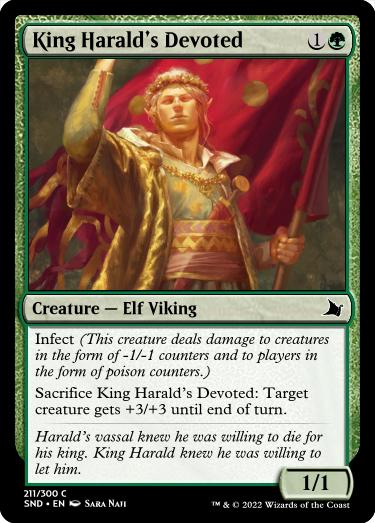 King Harald's Devoted 1
Creature — Elf Viking
Infect (This creature deals damage to creatures
in the form of -1/-1 counters and to players
in the form of poison counters.)
Sacrifice King Harald's Devoted: Target
creature gets +3/+3 until end of turn.
Harald's vassal knew he was willing to die for
his king. King Harald knew he was willing to
let him.
1/1
211/300 C
SND • EN Sara Naji
™ & © 2022 Wizards of the Coast